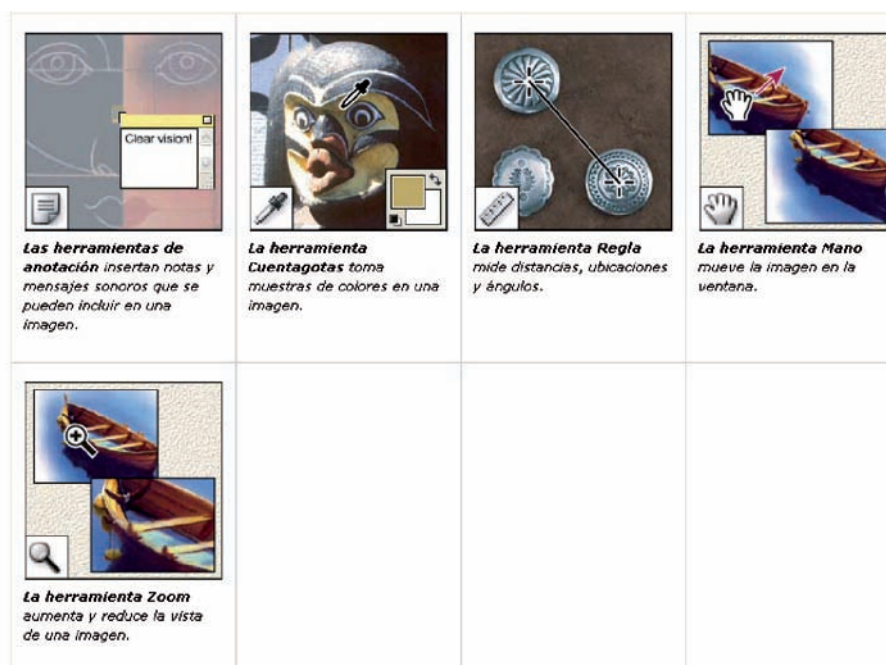 Clear vision!
Las herramientas de
anotación insertan notas y
mensajes sonoros que se
pueden incluir en una
imagen.
La herramienta
Cuentagotas toma
muestras de colores en una
imagen.
La herramienta Regla
mide distancias, ubicaciones
y ángulos.
La herramienta Mano
mueve la imagen en la
ventana.
La herramienta Zoom
aumenta y reduce la vista
de una imagen.